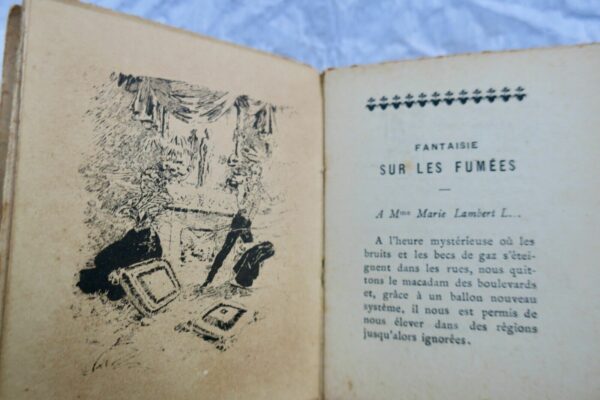 FANTAISIE
SUR LES FUMÉES
A Mme Marie Lambert L...
A l'heure mystérieuse où les
bruits et les becs de gaz s'étei-
gnent dans les rues, nous quit-
tons le macadam des boulevards
et, grâce à un ballon nouveau
système, il nous est permis de
nous élever dans des régions
jusqu'alors ignorées.